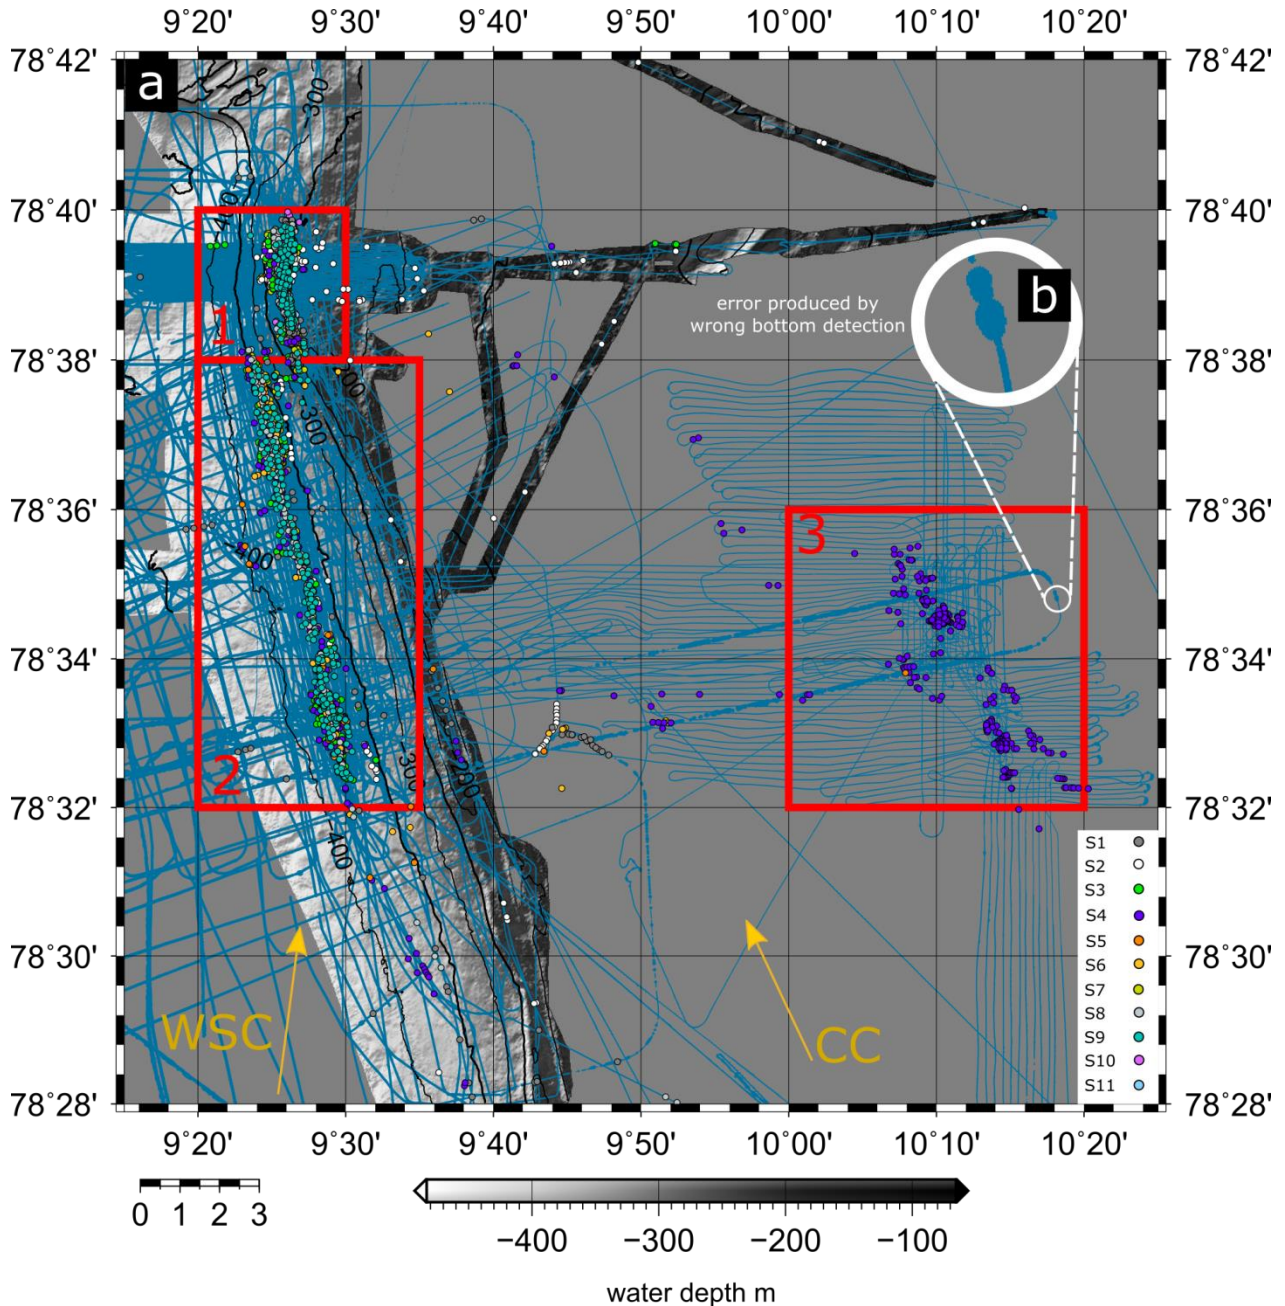 9˚20' 9˚30' 9˚40' 9˚50' 10˚00' 10˚10' 10˚20'
78˚42' 78˚42'
a
-300
78˚40' 78˚40'
-400
b
error produced by
wrong bottom detection
1
78˚38' 78˚38'
-300
78˚36' 78˚36'
3
-400
78˚34' 78˚34'
-300
-200
2
78˚32' 78˚32'
-400
S1
S2
S3
S4
S5
S6
S7
S8
S9
S10
S11
78˚30' 78˚30'
WSC CC
78˚28' 78˚28'
9˚20' 9˚30' 9˚40' 9˚50' 10˚00' 10˚10' 10˚20'
0 1 2 3
−400 −300 −200 −100
water depth m